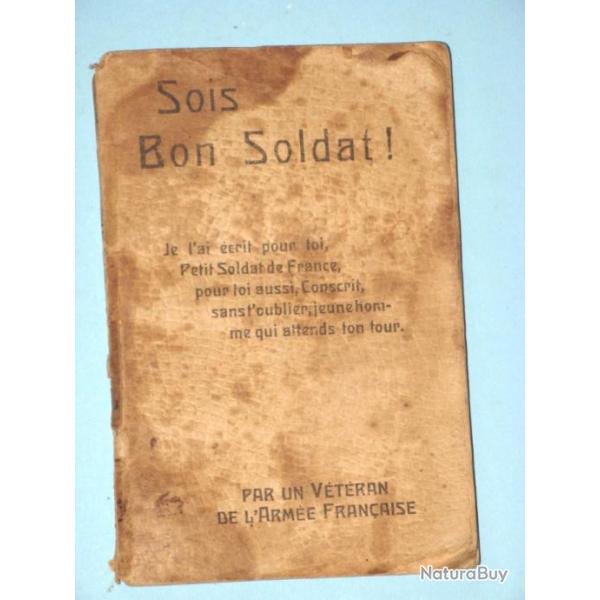 Sois
Bon Soldat !
Je l'ai écrit pour toi,
Petit Soldat de France,
pour toi aussi, Conscrit,
sans t'oublier, jeune hom-
me qui attends ton tour.
PAR UN VÉTÉRAN
DE L'ARMÉE FRANÇAISE
NaturaBuy